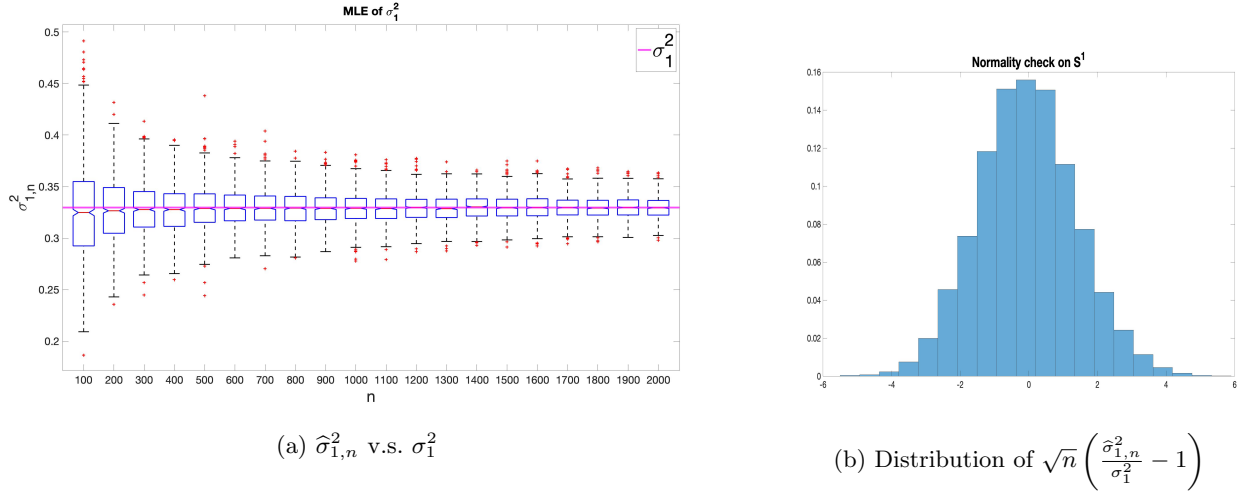 MLE of σ₁²
0.5
0.45
0.4
0.35
0.3
0.25
0.2
σ²₁,ₙ
σ₁²
100 200 300 400 500 600 700 800 900 1000 1100 1200 1300 1400 1500 1600 1700 1800 1900 2000
n
(a) σ̂²₁,ₙ v.s. σ₁²
Normality check on S¹
0.16
0.14
0.12
0.1
0.08
0.06
0.04
0.02
0
-6 -4 -2 0 2 4 6
(b) Distribution of √n (σ̂²₁,ₙ/σ₁² − 1)